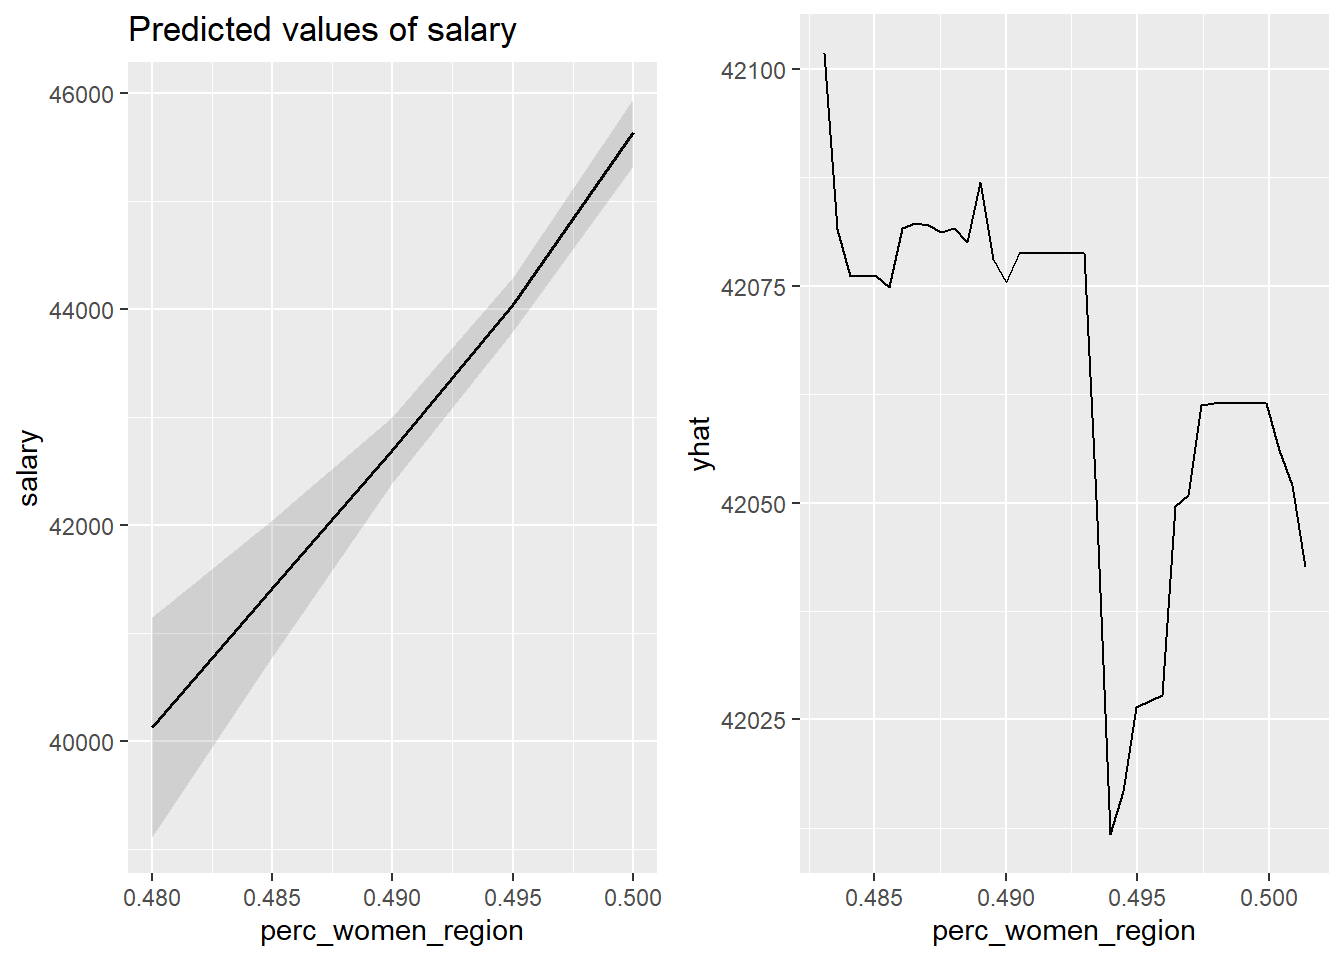 Predicted values of salary
46000
44000
42000
40000
salary
0.480 0.485 0.490 0.495 0.500
perc_women_region
42100
42075
42050
42025
yhat
0.485 0.490 0.495 0.500
perc_women_region